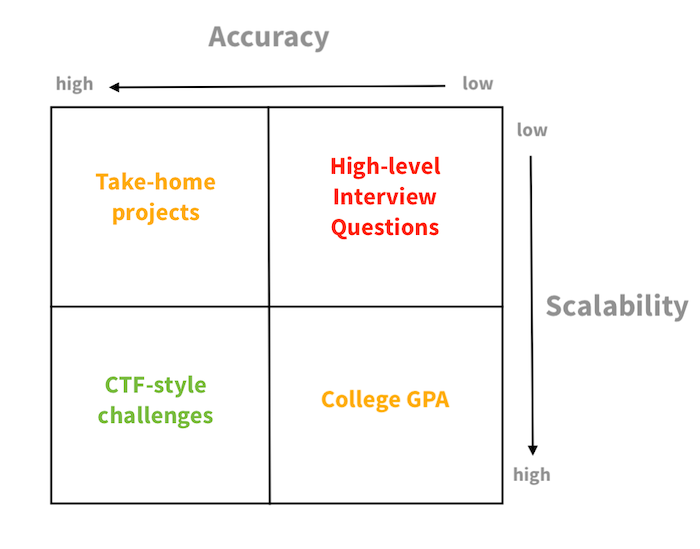 Accuracy
high
low
low
Take-home
projects
High-level
Interview
Questions
Scalability
CTF-style
challenges
College GPA
high